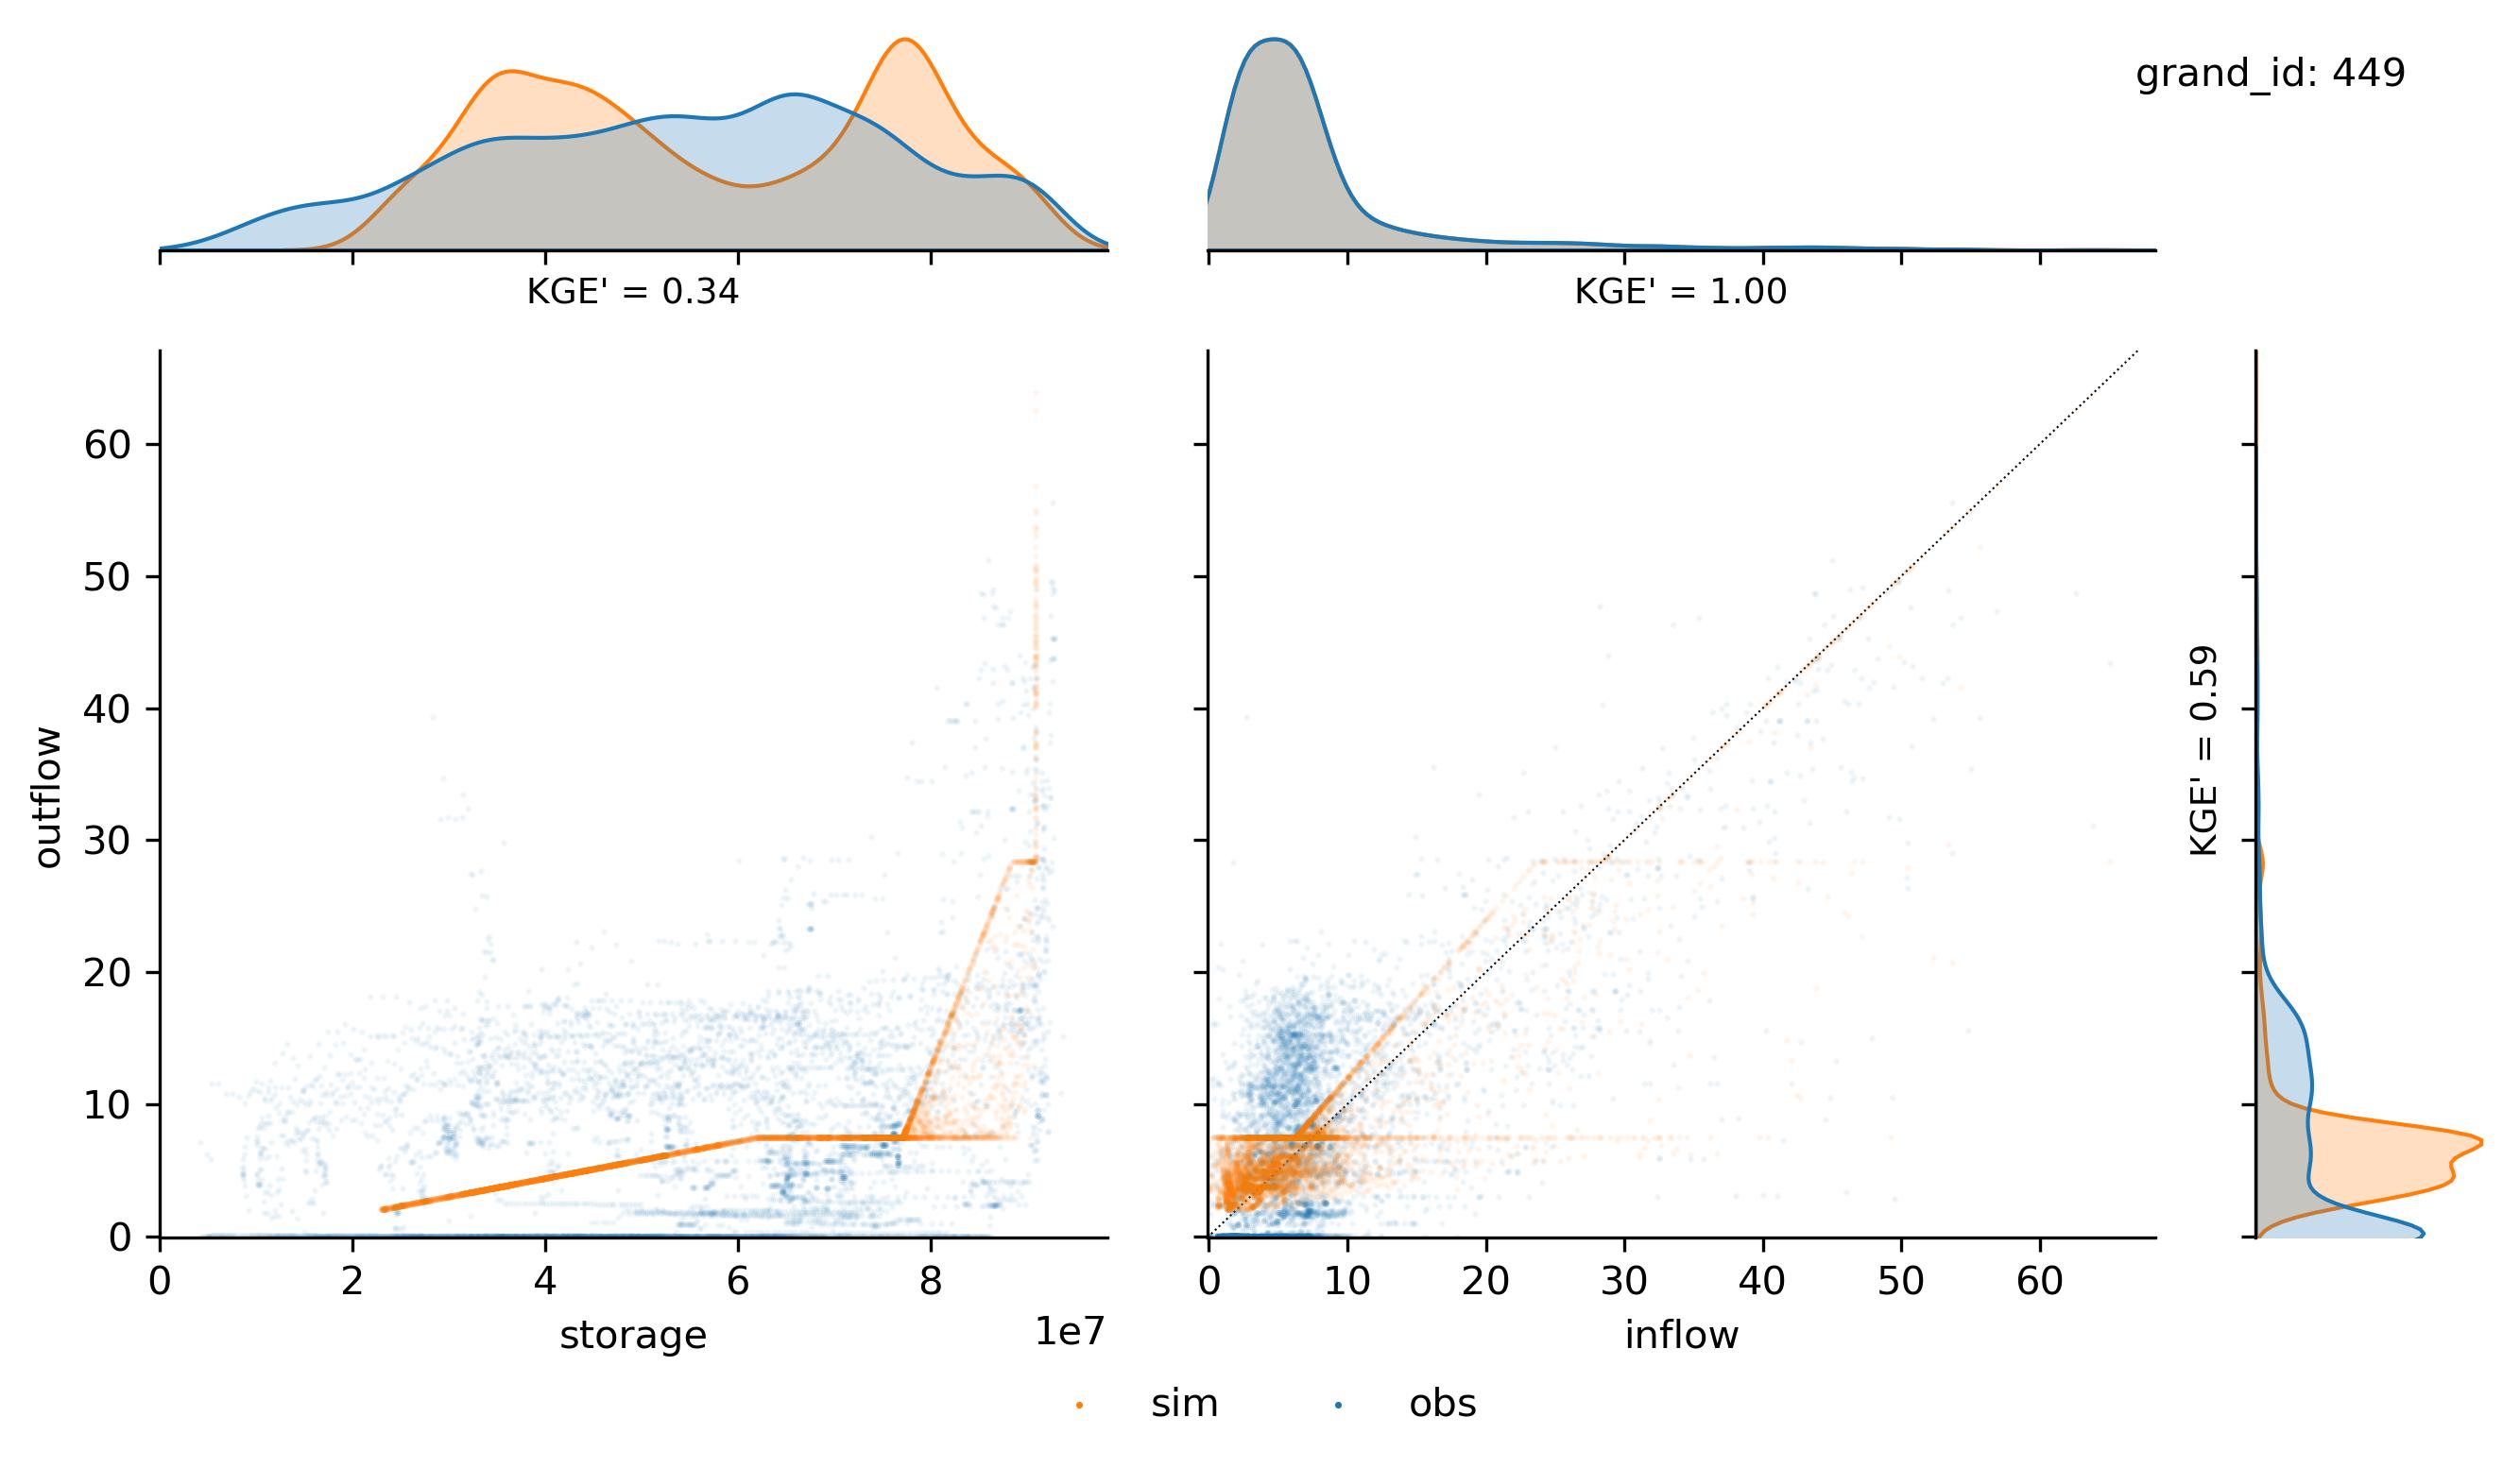 grand_id: 449
KGE' = 0.34
KGE' = 1.00
outflow
60
50
40
30
20
10
0
KGE' = 0.59
0 2 4 6 8
1e7
storage
0 10 20 30 40 50 60
inflow
sim obs